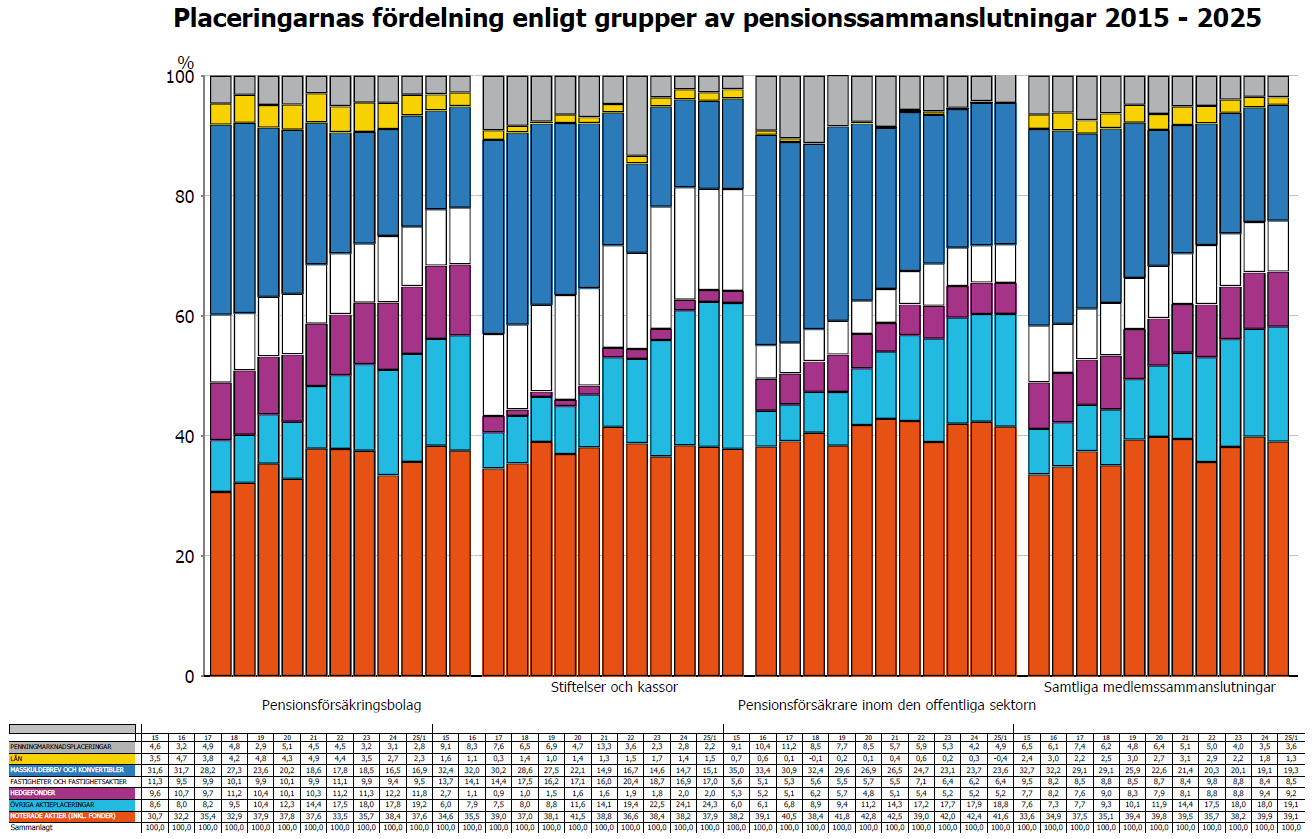 Placeringarnas fördelning enligt grupper av pensionssammanslutningar 2015 - 2025
%
100
80
60
40
20
0
Stiftelser och kassor Samtliga medlemssammanslutningar
Pensionsförsäkringsbolag Pensionsförsäkrare inom den offentliga sektorn
15 16 17 18 19 20 21 22 23 24 25/1 15 16 17 18 19 20 21 22 23 24 25/1 15 16 17 18 19 20 21 22 23 24 25/1 15 16 17 18 19 20 21 22 23 24 25/1
PENNINGMARKNADSPLACERINGAR 4,6 3,2 4,9 4,8 2,9 5,1 4,5 4,5 3,2 3,1 2,8 9,1 8,3 7,6 6,5 6,9 4,7 13,3 3,6 2,3 2,8 2,2 9,1 10,4 11,2 8,5 7,7 8,5 5,7 5,9 5,3 4,2 4,9 6,5 6,1 7,4 6,2 4,8 6,4 5,1 5,0 4,0 3,5 3,6
LÅN 3,5 4,7 3,8 4,2 4,8 4,3 4,9 4,4 3,5 2,7 2,3 1,6 1,1 0,3 1,4 1,0 1,4 1,3 1,5 1,7 1,4 1,5 0,7 0,6 0,1 -0,1 0,2 0,1 0,4 0,6 0,2 0,2 -0,4 2,4 3,0 2,2 2,5 3,0 2,7 3,1 2,9 2,2 1,8 1,3
MASSKULDEBREV OCH KONVERTIBLER 31,6 31,7 28,2 27,3 23,6 20,2 18,6 17,8 18,5 16,5 16,9 32,4 32,0 30,2 28,6 27,5 22,1 14,9 16,7 14,6 14,7 15,1 35,0 33,4 30,9 32,4 29,6 26,9 26,5 24,7 23,1 23,7 23,6 32,7 32,2 29,1 29,1 25,9 22,6 21,4 20,3 20,1 19,1 19,3
FASTIGHETER OCH FASTIGHETSAKTIER 11,3 9,5 9,9 10,1 9,9 10,1 9,9 11,1 9,9 9,4 9,5 13,7 14,1 14,4 17,5 16,2 17,1 16,0 20,4 18,7 16,9 17,0 5,6 5,1 5,3 5,6 5,5 5,7 5,5 7,1 6,4 6,2 6,4 9,5 8,2 8,5 8,8 8,5 8,7 8,4 9,8 8,8 8,4 8,5
HEDGEFONDER 9,6 10,7 9,7 11,2 10,4 10,1 10,3 11,2 11,3 12,2 11,8 2,7 1,1 0,9 1,0 1,5 1,6 1,6 1,9 1,8 2,0 2,0 5,3 5,2 5,1 6,2 5,7 4,8 5,1 5,4 5,2 5,2 5,2 7,7 8,2 7,6 9,0 8,3 7,9 8,1 8,8 8,8 9,4 9,2
ÖVRIGA AKTIEPLACERINGAR 8,6 8,0 8,2 9,5 10,4 12,3 14,4 17,5 18,0 17,8 19,2 6,0 7,9 7,5 8,0 8,8 11,6 14,1 19,4 22,5 24,1 24,3 6,0 6,1 6,8 8,9 9,4 11,2 14,3 17,2 17,7 17,9 18,8 7,6 7,3 7,7 9,3 10,1 11,9 14,4 17,5 18,0 18,0 19,1
NOTERADE AKTIER (INKL. FONDER) 30,7 32,2 35,4 32,9 37,9 37,8 37,6 33,5 35,7 38,4 37,6 34,6 35,5 39,0 37,0 38,1 41,5 38,8 36,6 38,4 38,2 37,9 38,2 39,1 40,5 38,4 41,8 42,8 42,5 39,0 42,0 42,4 41,5 33,6 34,9 37,5 35,1 39,4 39,8 39,5 35,6 38,2 39,9 39,1
Sammanlagt 100,0 100,0 100,0 100,0 100,0 100,0 100,0 100,0 100,0 100,0 100,0 100,0 100,0 100,0 100,0 100,0 100,0 100,0 100,0 100,0 100,0 100,0 100,0 100,0 100,0 100,0 100,0 100,0 100,0 100,0 100,0 100,0 100,0 100,0 100,0 100,0 100,0 100,0 100,0 100,0 100,0 100,0 100,0 100,0